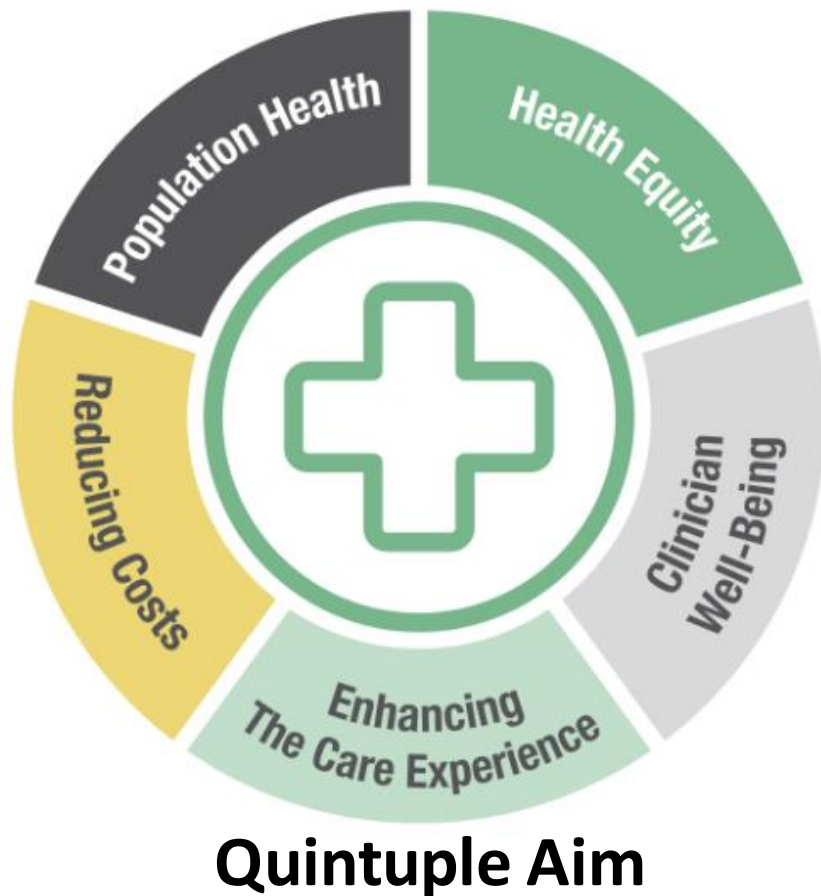 Population Health
Health Equity
Reducing Costs
Clinician
Well-Being
Enhancing
The Care Experience
Quintuple Aim